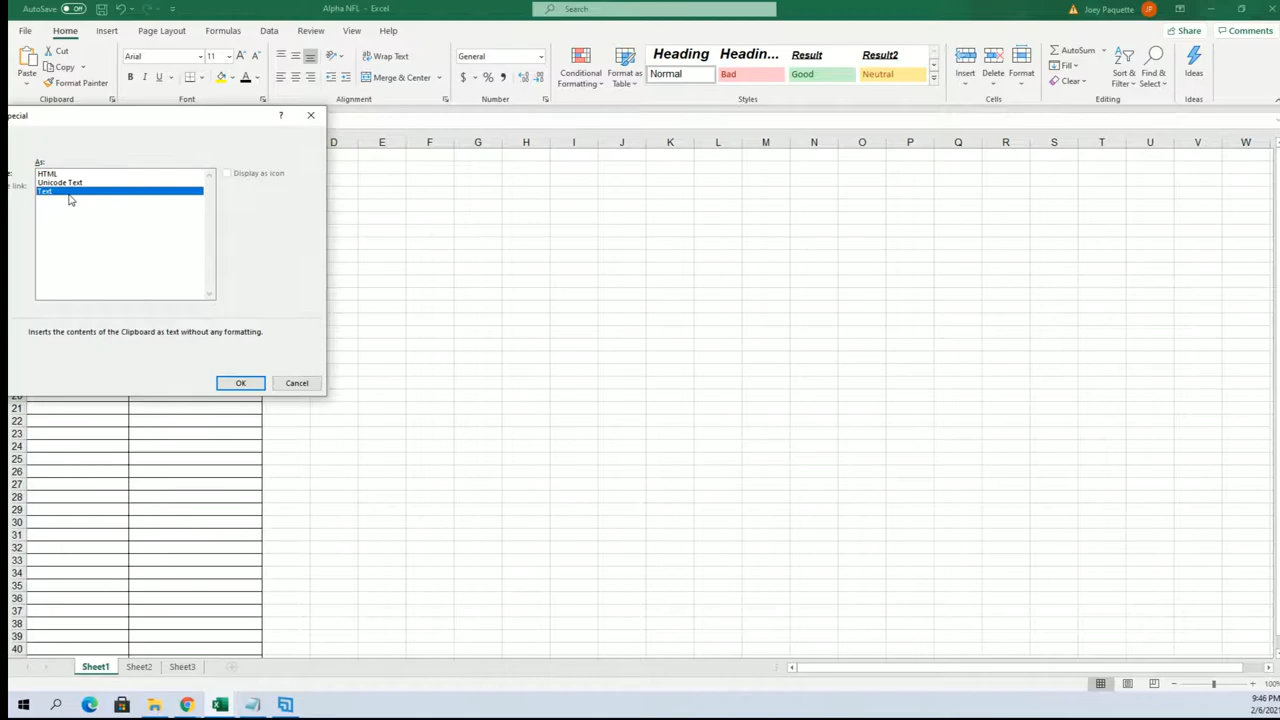 AutoSave Off Alpha NFL - Excel Search Joey Paquette JP
File Home Insert Page Layout Formulas Data Review View Help Share Comments
Cut
Copy
Format Painter
Paste
Clipboard
Arial 11
B I U A
Font
Wrap Text
Merge & Center
Alignment
General
$ % ,
Number
Conditional Formatting
Format as Table
Heading Headin... Result Result2
Normal Bad Good Neutral
Styles
Insert Delete Format
Cells
AutoSum
Fill
Clear
Sort & Filter
Find & Select
Editing
Ideas
Ideas
pecial ?
As:
HTML
Unicode Text
Text
Display as icon
link:
Inserts the contents of the Clipboard as text without any formatting.
OK Cancel
D E F G H I J K L M N O P Q R S T U V W
21
22
23
24
25
26
27
28
29
30
31
32
33
34
35
36
37
38
39
40
Sheet1 Sheet2 Sheet3
100%
9:46 PM
2/6/202